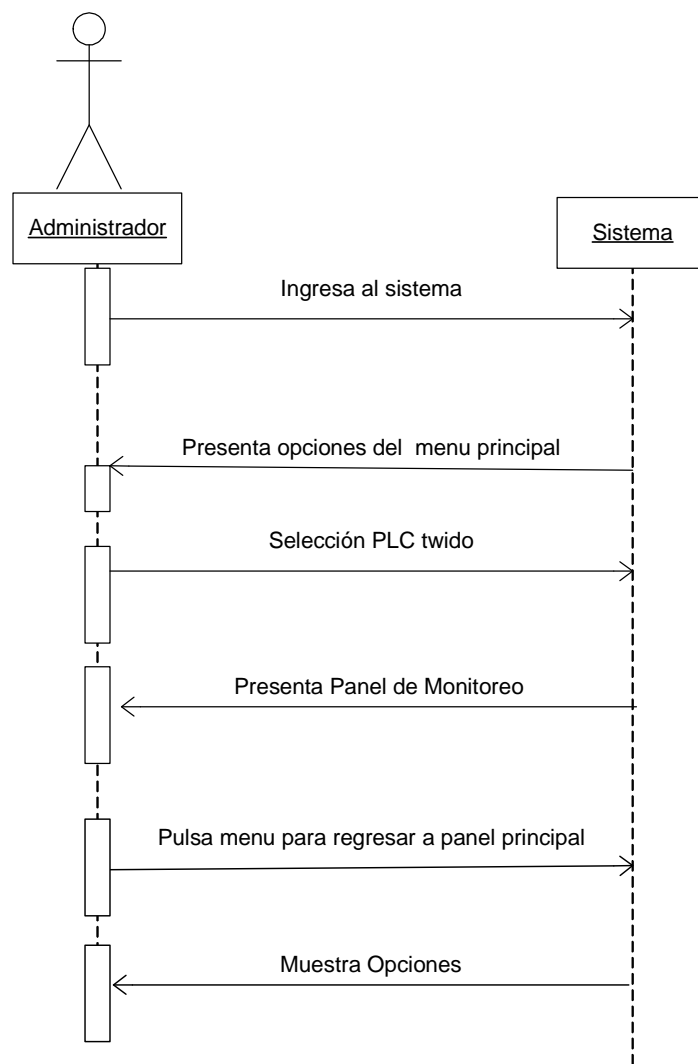 Administrador
Sistema
Ingresa al sistema
Presenta opciones del menu principal
Selección PLC twido
Presenta Panel de Monitoreo
Pulsa menu para regresar a panel principal
Muestra Opciones